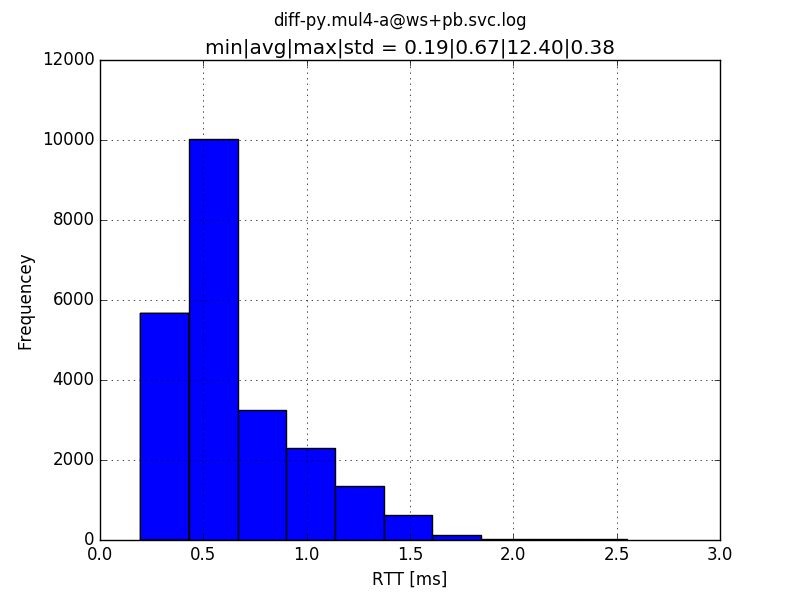 diff-py.mul4-a@ws+pb.svc.log
min|avg|max|std = 0.19|0.67|12.40|0.38
12000
10000
8000
6000
4000
2000
0
Frequencey
0.0 0.5 1.0 1.5 2.0 2.5 3.0
RTT [ms]